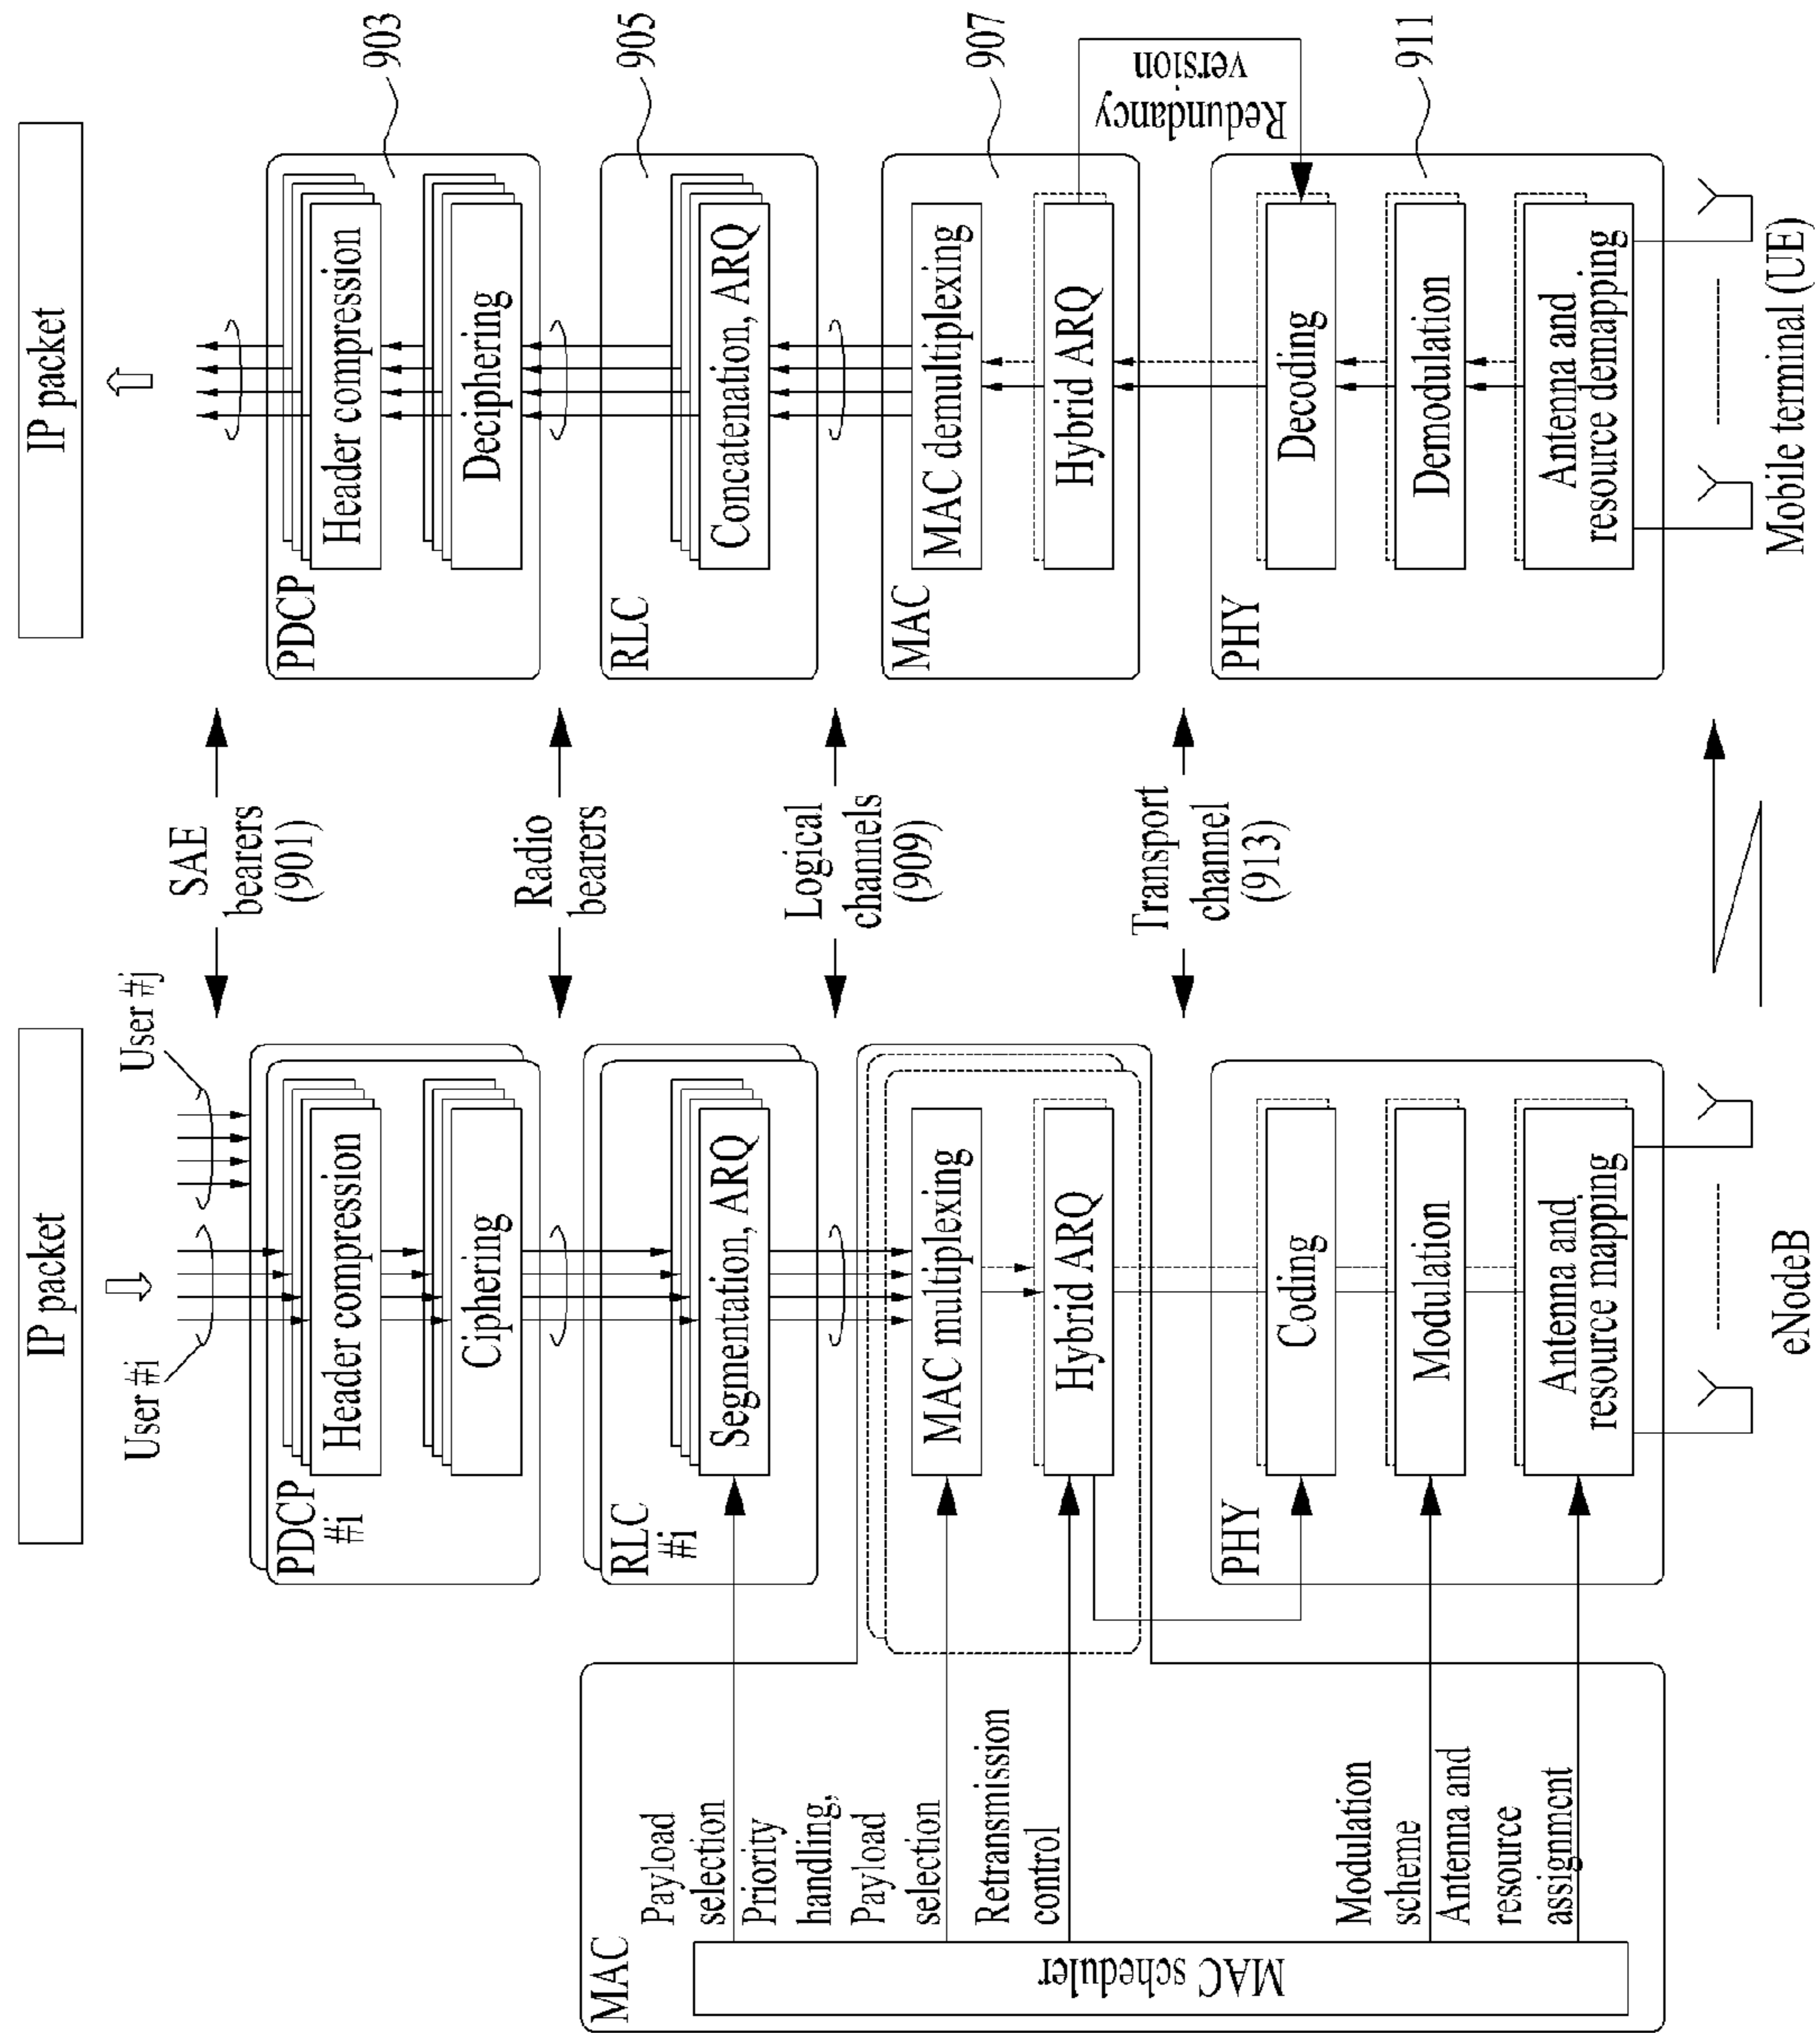 IP packet
IP packet
User #i
User #j
SAE
bearers
(901)
PDCP
#i
Header compression
Ciphering
PDCP
Header compression
Deciphering
903
Radio
bearers
RLC
#i
Segmentation, ARQ
RLC
Concatenation, ARQ
905
Logical
channels
(909)
MAC
MAC scheduler
Payload
selection
Priority
handling,
Payload
selection
Retransmission
control
Modulation
scheme
Antenna and
resource
assignment
MAC multiplexing
Hybrid ARQ
MAC
MAC demultiplexing
Hybrid ARQ
907
Redundancy
version
Transport
channel
(913)
PHY
Coding
Modulation
Antenna and
resource mapping
PHY
Decoding
Demodulation
Antenna and
resource demapping
911
eNodeB
Mobile terminal (UE)